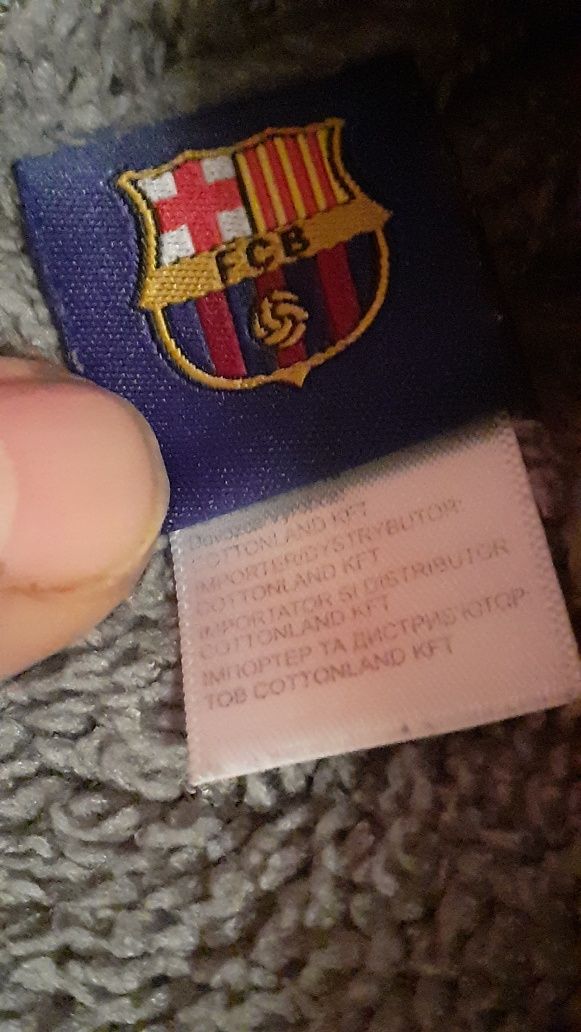 FCB
COTTONLAND KFT
IMPORTER/DYSTRYBUTOR-
COTTONLAND KFT
IMPORTATOR SI DISTRIBUTOR
COTTONLAND KFT
ІМПОРТЕР ТА ДИСТРИБ'ЮТОР-
ТОВ COTTONLAND KFT